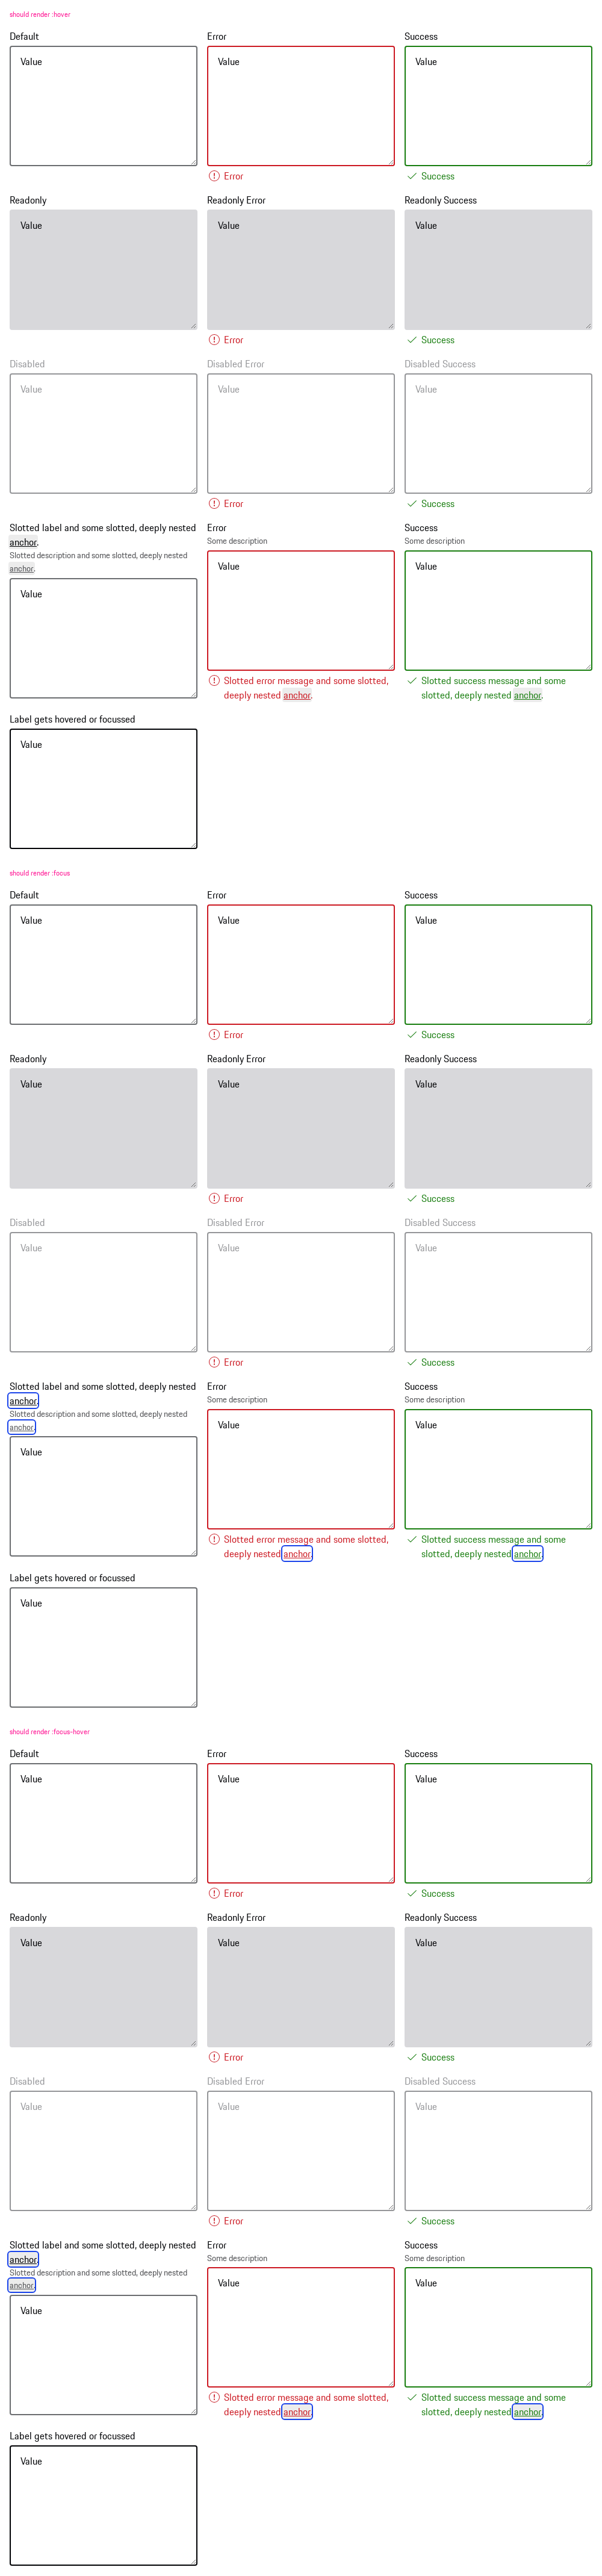 should render :hover
Default Error Success
Value Value Value
Error Success
Readonly Readonly Error Readonly Success
Value Value Value
Error Success
Disabled Disabled Error Disabled Success
Value Value Value
Error Success
Slotted label and some slotted, deeply nested anchor. Error Success
Slotted description and some slotted, deeply nested anchor. Some description Some description
Value Value Value
Slotted error message and some slotted, Slotted success message and some
deeply nested anchor. slotted, deeply nested anchor.
Label gets hovered or focussed
Value
should render :focus
Default Error Success
Value Value Value
Error Success
Readonly Readonly Error Readonly Success
Value Value Value
Error Success
Disabled Disabled Error Disabled Success
Value Value Value
Error Success
Slotted label and some slotted, deeply nested anchor. Error Success
Slotted description and some slotted, deeply nested anchor. Some description Some description
Value Value Value
Slotted error message and some slotted, Slotted success message and some
deeply nested anchor. slotted, deeply nested anchor.
Label gets hovered or focussed
Value
should render :focus-hover
Default Error Success
Value Value Value
Error Success
Readonly Readonly Error Readonly Success
Value Value Value
Error Success
Disabled Disabled Error Disabled Success
Value Value Value
Error Success
Slotted label and some slotted, deeply nested anchor. Error Success
Slotted description and some slotted, deeply nested anchor. Some description Some description
Value Value Value
Slotted error message and some slotted, Slotted success message and some
deeply nested anchor. slotted, deeply nested anchor.
Label gets hovered or focussed
Value